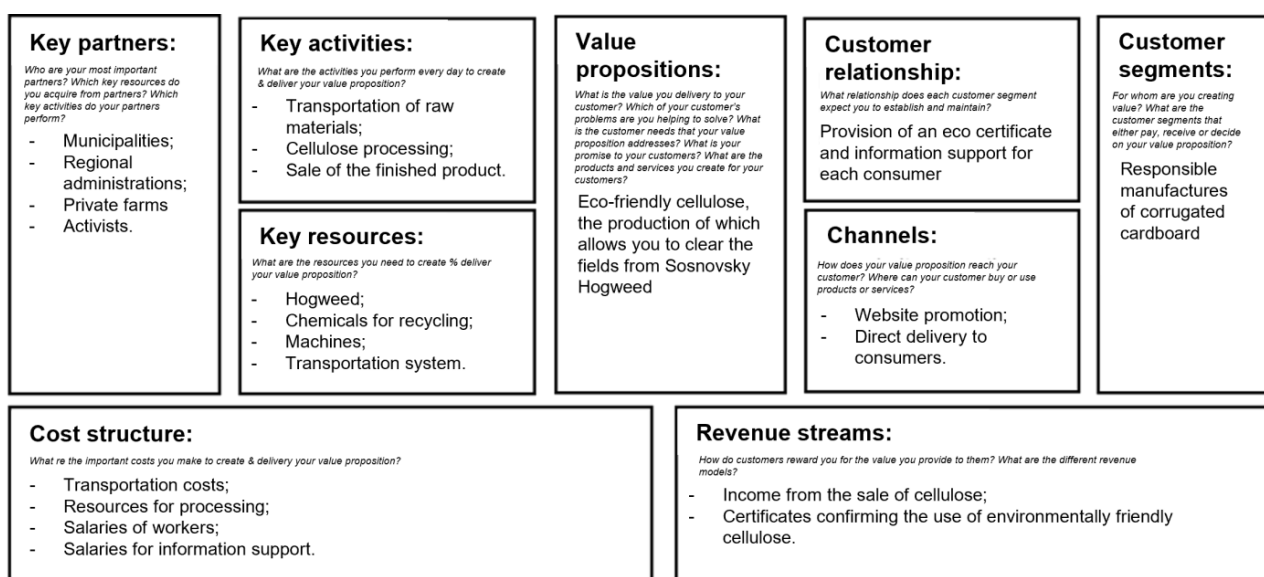 Key partners:
Who are your most important
partners? Which key resources do
you acquire from partners? Which
key activities do your partners
perform?
- Municipalities;
- Regional
administrations;
- Private farms
- Activists.
Key activities:
What are the activities you perform every day to create
& deliver your value proposition?
- Transportation of raw
materials;
- Cellulose processing;
- Sale of the finished product.
Key resources:
What are the resources you need to create % deliver
your value proposition?
- Hogweed;
- Chemicals for recycling;
- Machines;
- Transportation system.
Value
propositions:
What is the value you delivery to your
customer? Which of your customer's
problems are you helping to solve? What
is the customer needs that your value
proposition addresses? What is your
promise to your customers? What are the
products and services you create for your
customers?
Eco-friendly cellulose,
the production of which
allows you to clear the
fields from Sosnovsky
Hogweed
Customer
relationship:
What relationship does each customer segment
expect you to establish and maintain?
Provision of an eco certificate
and information support for
each consumer
Channels:
How does your value proposition reach your
customer? Where can your customer buy or use
products or services?
- Website promotion;
- Direct delivery to
consumers.
Customer
segments:
For whom are you creating
value? What are the
customer segments that
either pay, receive or decide
on your value proposition?
Responsible
manufactures
of corrugated
cardboard
Cost structure:
What re the important costs you make to create & delivery your value proposition?
- Transportation costs;
- Resources for processing;
- Salaries of workers;
- Salaries for information support.
Revenue streams:
How do customers reward you for the value you provide to them? What are the different revenue
models?
- Income from the sale of cellulose;
- Certificates confirming the use of environmentally friendly
cellulose.